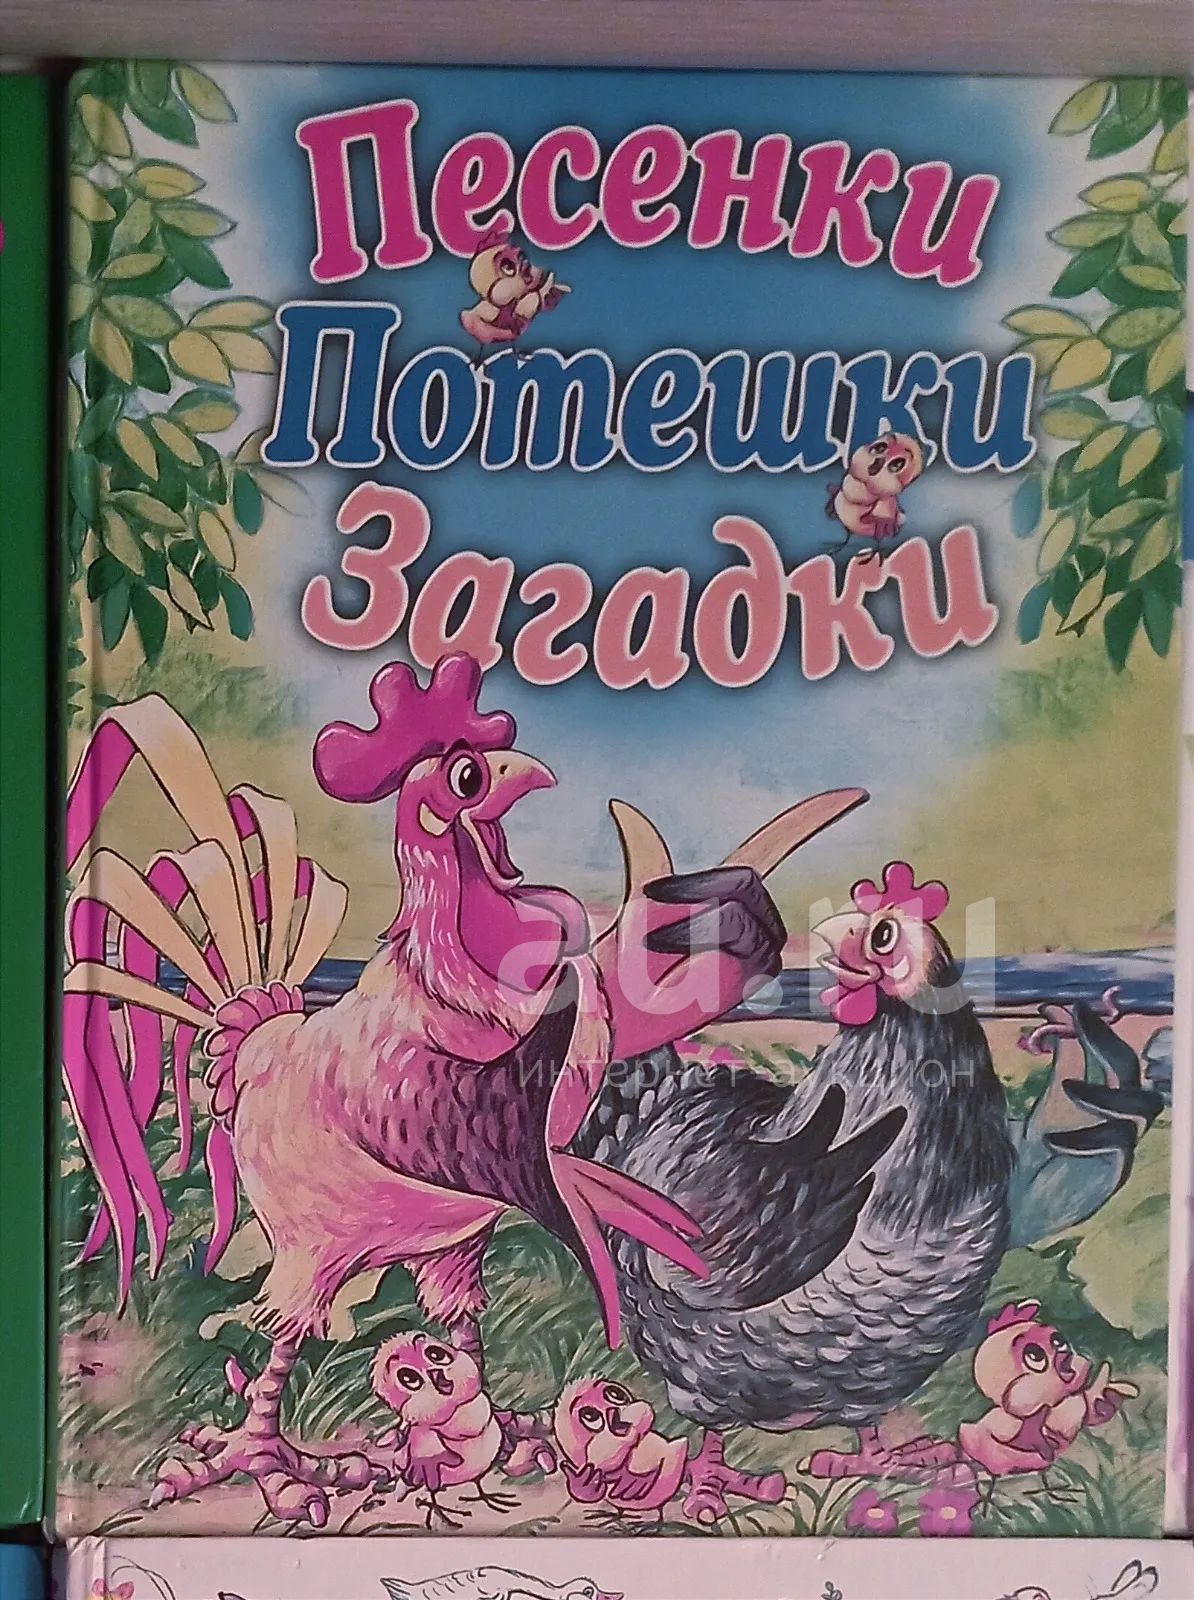 Песенки
Потешки
Загадки
au.ru
интернет-аукцион